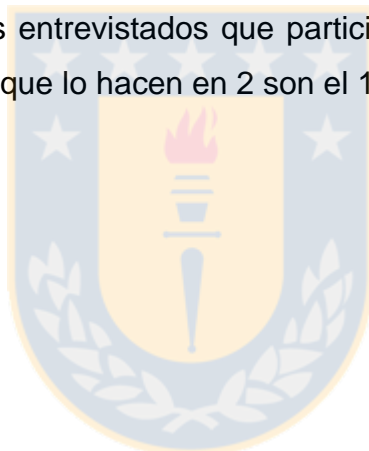 s entrevistados que partici
que lo hacen en 2 son el 1